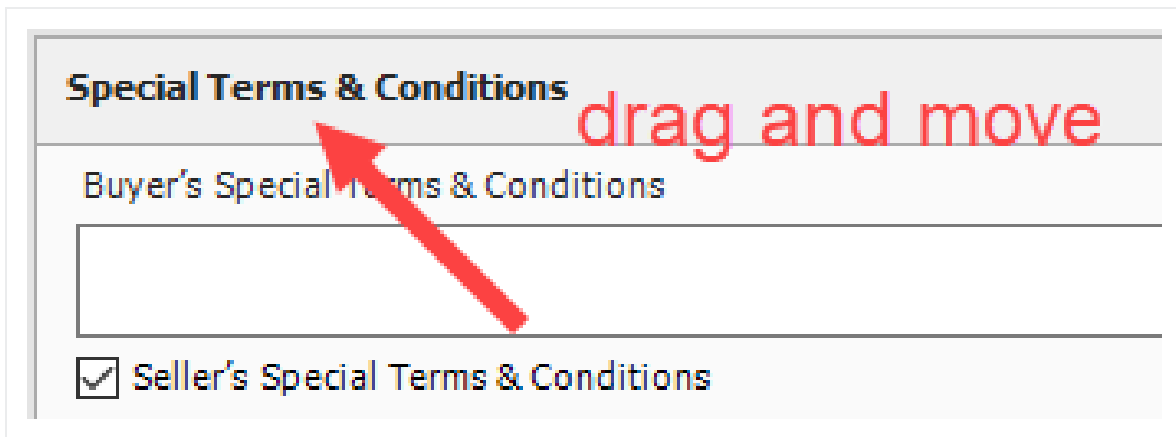 Special Terms & Conditions
drag and move
Buyer's Special Terms & Conditions
Seller's Special Terms & Conditions